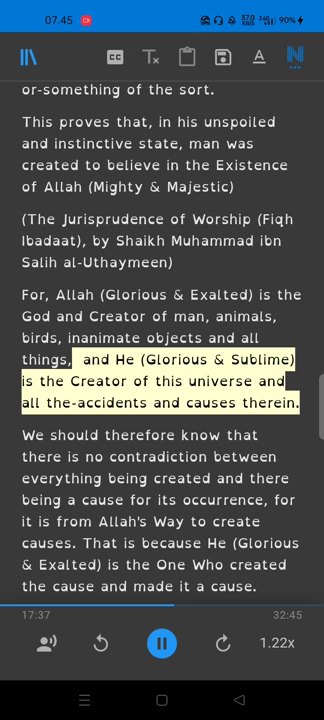 07.45
37.0
KB/S
90%
CC
or-something of the sort.
This proves that, in his unspoiled
and instinctive state, man was
created to believe in the Existence
of Allah (Mighty & Majestic)
(The Jurisprudence of Worship (Fiqh
Ibadaat), by Shaikh Muhammad ibn
Salih al-Uthaymeen)
For, Allah (Glorious & Exalted) is the
God and Creator of man, animals,
birds, inanimate objects and all
things, and He (Glorious & Sublime)
is the Creator of this universe and
all the-accidents and causes therein.
We should therefore know that
there is no contradiction between
everything being created and there
being a cause for its occurrence, for
it is from Allah's Way to create
causes. That is because He (Glorious
& Exalted) is the One Who created
the cause and made it a cause.
17:37
32:45
1.22x